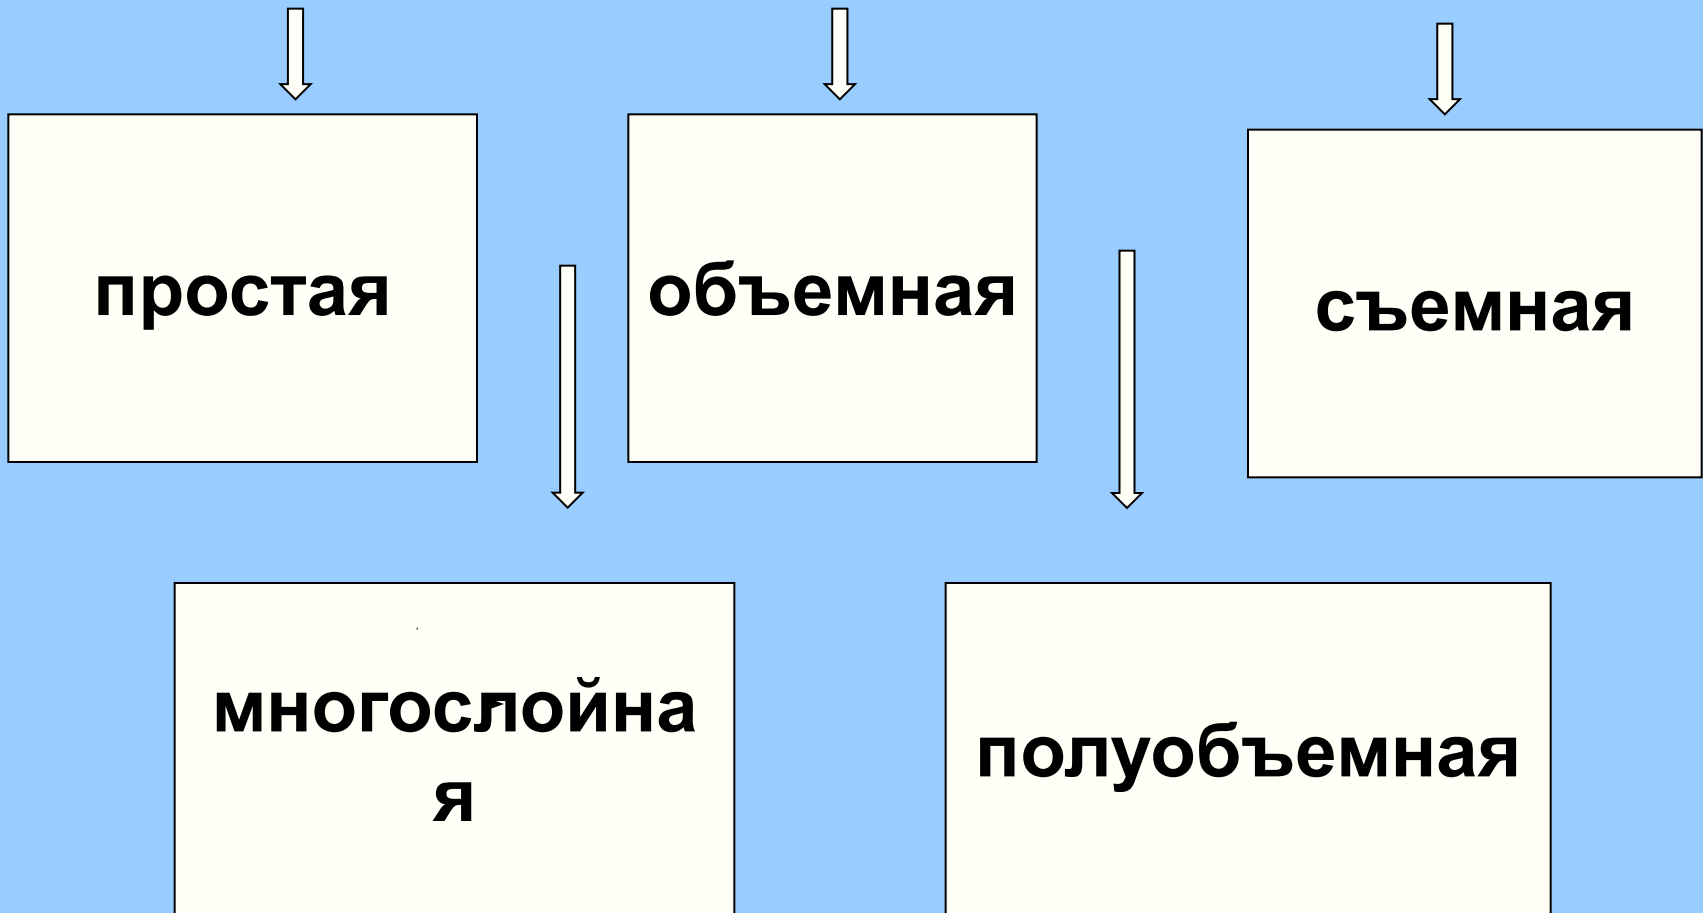 простая
объемная
съемная
многослойна
я
полуобъемная